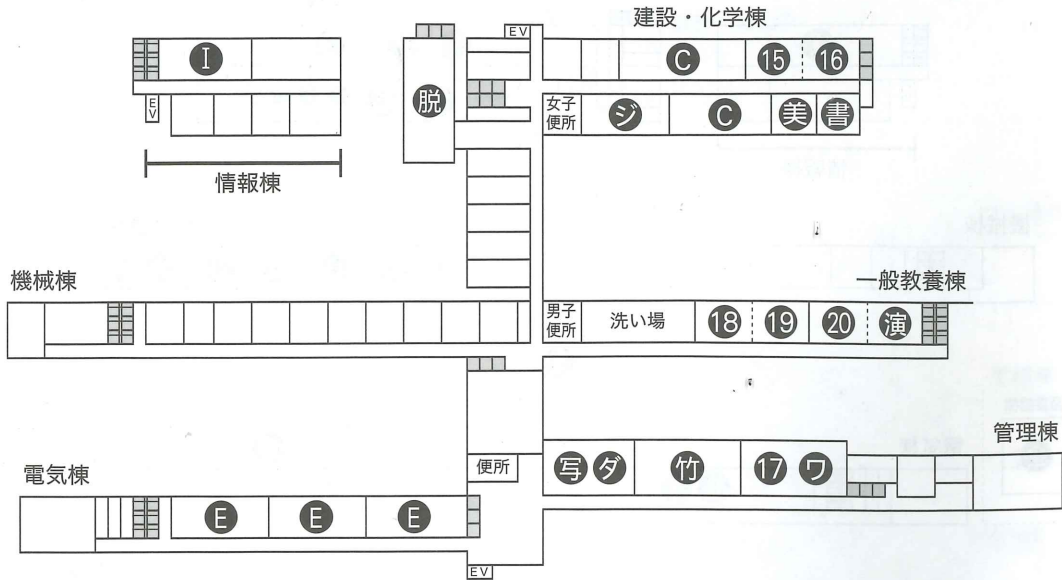 建設・化学棟
EV
I
C
15
16
脱
EV
女子
便所
ジ
C
美
書
情報棟
機械棟
一般教養棟
男子
便所
洗い場
18
19
20
演
管理棟
電気棟
便所
写
ダ
竹
17
ワ
E
E
E
EV